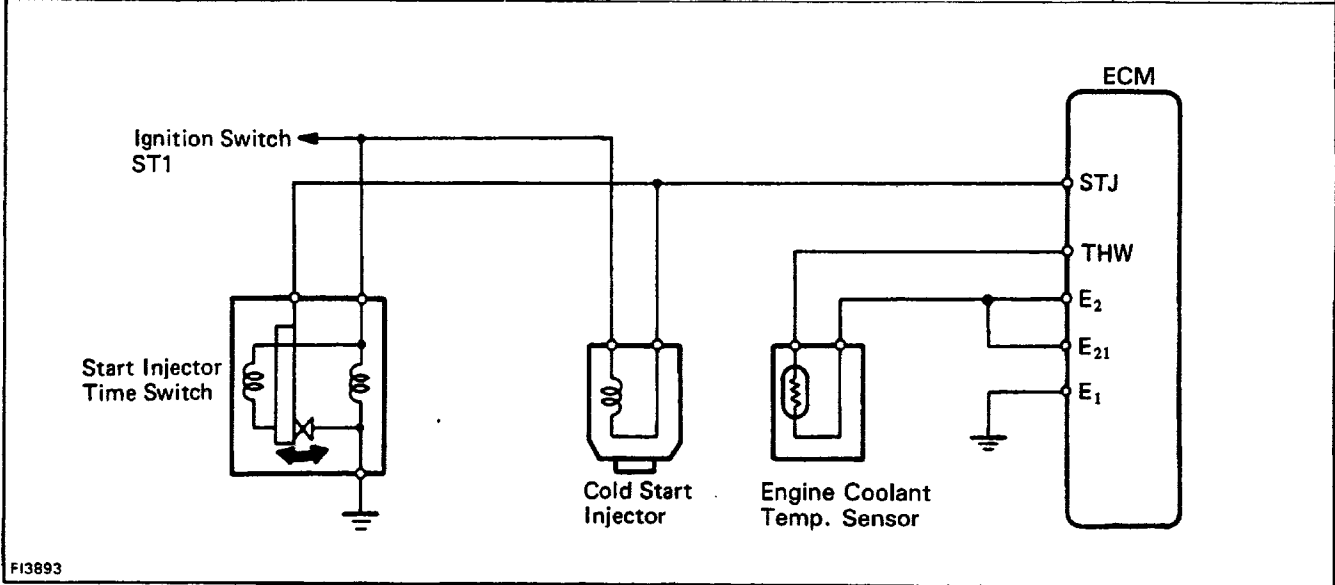 ECM
Ignition Switch
ST1
STJ
THW
E₂
E₂₁
E₁
Start Injector
Time Switch
Cold Start
Injector
Engine Coolant
Temp. Sensor
FI3893